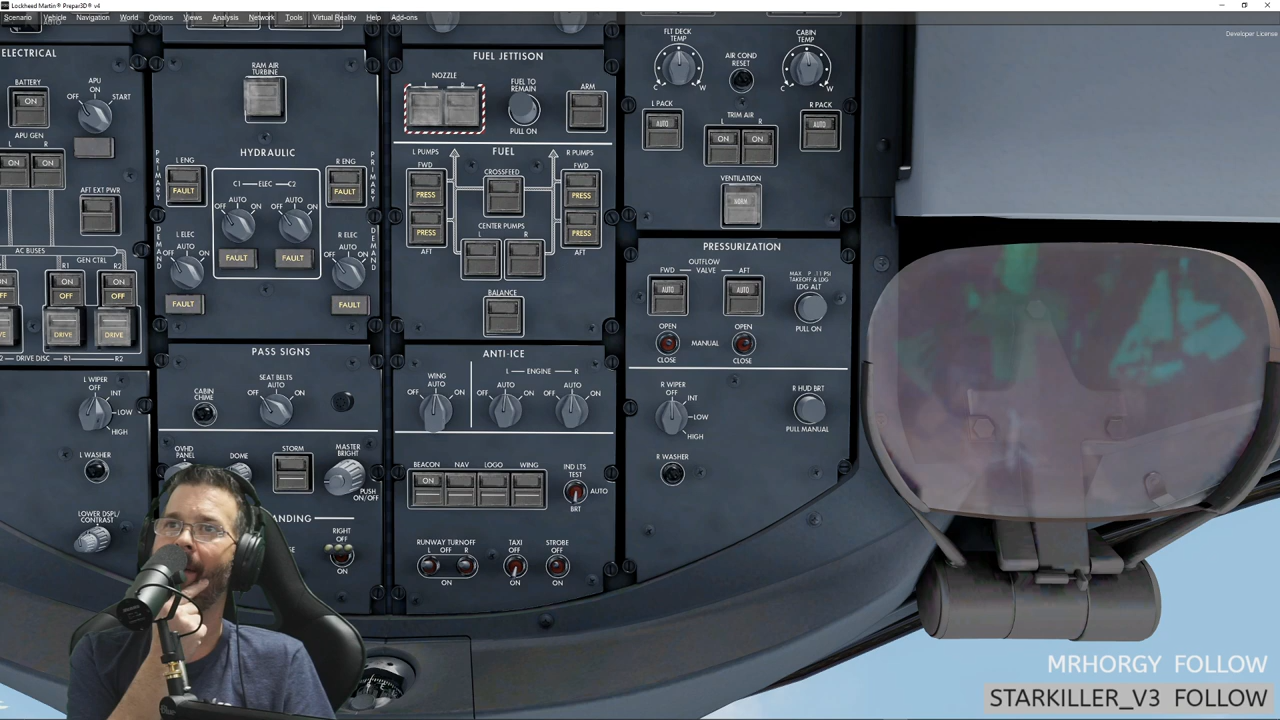 Lockheed Martin® Prepar3D® v4
Scenario Vehicle Navigation World Options Views Analysis Network Tools Virtual Reality Help Add-ons
Developer License
ELECTRICAL
BATTERY
ON
APU
ON
OFF START
APU GEN
L R
ON ON
AFT EXT PWR
AC BUSES
GEN CTRL
R1 R2
ON ON
OFF OFF
DRIVE DRIVE
DRIVE DISC R1 R2
RAM AIR
TURBINE
HYDRAULIC
PRIMARY
L ENG
FAULT
C1 ELEC C2
AUTO AUTO
OFF ON OFF ON
FAULT FAULT
R ENG
FAULT
PRIMARY
DEMAND
L ELEC
AUTO
OFF ON
FAULT
R ELEC
AUTO
OFF ON
FAULT
DEMAND
FUEL JETTISON
NOZZLE
L R
FUEL TO
REMAIN
PULL ON
ARM
FUEL
L PUMPS R PUMPS
FWD FWD
PRESS PRESS
CROSSFEED
PRESS PRESS
AFT AFT
CENTER PUMPS
L R
BALANCE
FLT DECK
TEMP
C W
AIR COND
RESET
CABIN
TEMP
C W
L PACK
AUTO
TRIM AIR
L R
ON ON
R PACK
AUTO
VENTILATION
NORM
PRESSURIZATION
OUTFLOW
VALVE
FWD AFT
AUTO AUTO
TAKEOFF & LDG
LDG ALT
PULL ON
OPEN OPEN
MANUAL
CLOSE CLOSE
PASS SIGNS
CABIN
CHIME
SEAT BELTS
AUTO
OFF ON
ANTI-ICE
WING
AUTO
OFF ON
L ENGINE R
AUTO AUTO
OFF ON OFF ON
L WIPER
OFF
INT
LOW
HIGH
L WASHER
R WIPER
OFF
INT
LOW
HIGH
R WASHER
R HUD BRT
PULL MANUAL
OVHD
PANEL
DOME
STORM
MASTER
BRIGHT
PUSH
ON/OFF
BEACON NAV LOGO WING
ON
IND LTS
TEST
AUTO
BRT
LOWER DSPL/
CONTRAST
ANDING
RIGHT
OFF
ON
RUNWAY TURNOFF
L OFF R
ON
TAXI
OFF
ON
STROBE
OFF
ON
MRHORGY FOLLOW
STARKILLER_V3 FOLLOW